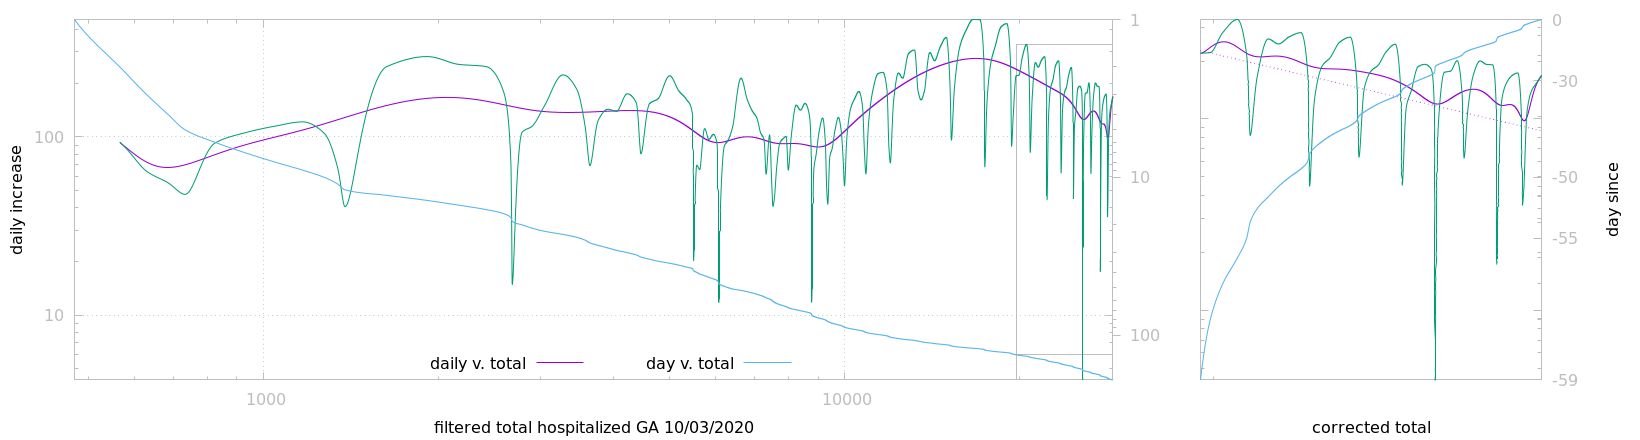 daily increase
100
10
1000
10000
1
10
100
daily v. total
day v. total
filtered total hospitalized GA 10/03/2020
0
-30
-50
-55
-59
day since
corrected total